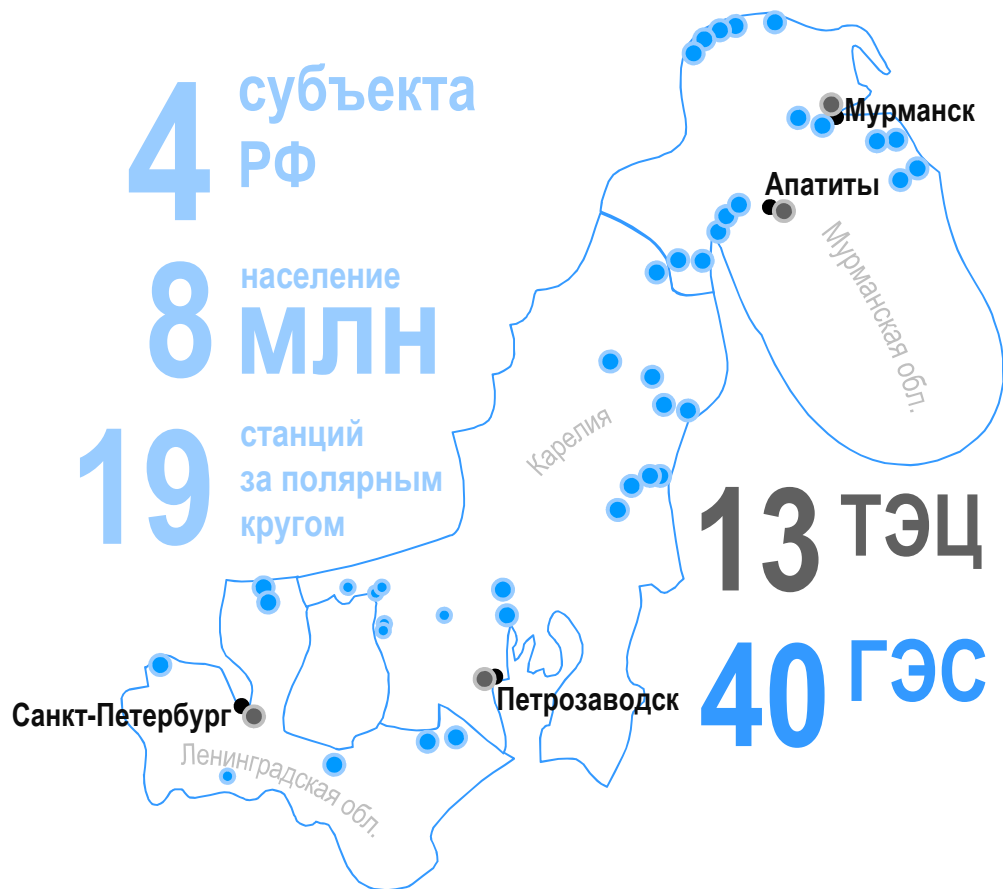 4 субъекта
РФ
8 население
МЛН
19 станций
за полярным
кругом
Мурманск
Апатиты
Мурманская обл.
Карелия
13 ТЭЦ
40 ГЭС
Петрозаводск
Санкт-Петербург
Ленинградская обл.